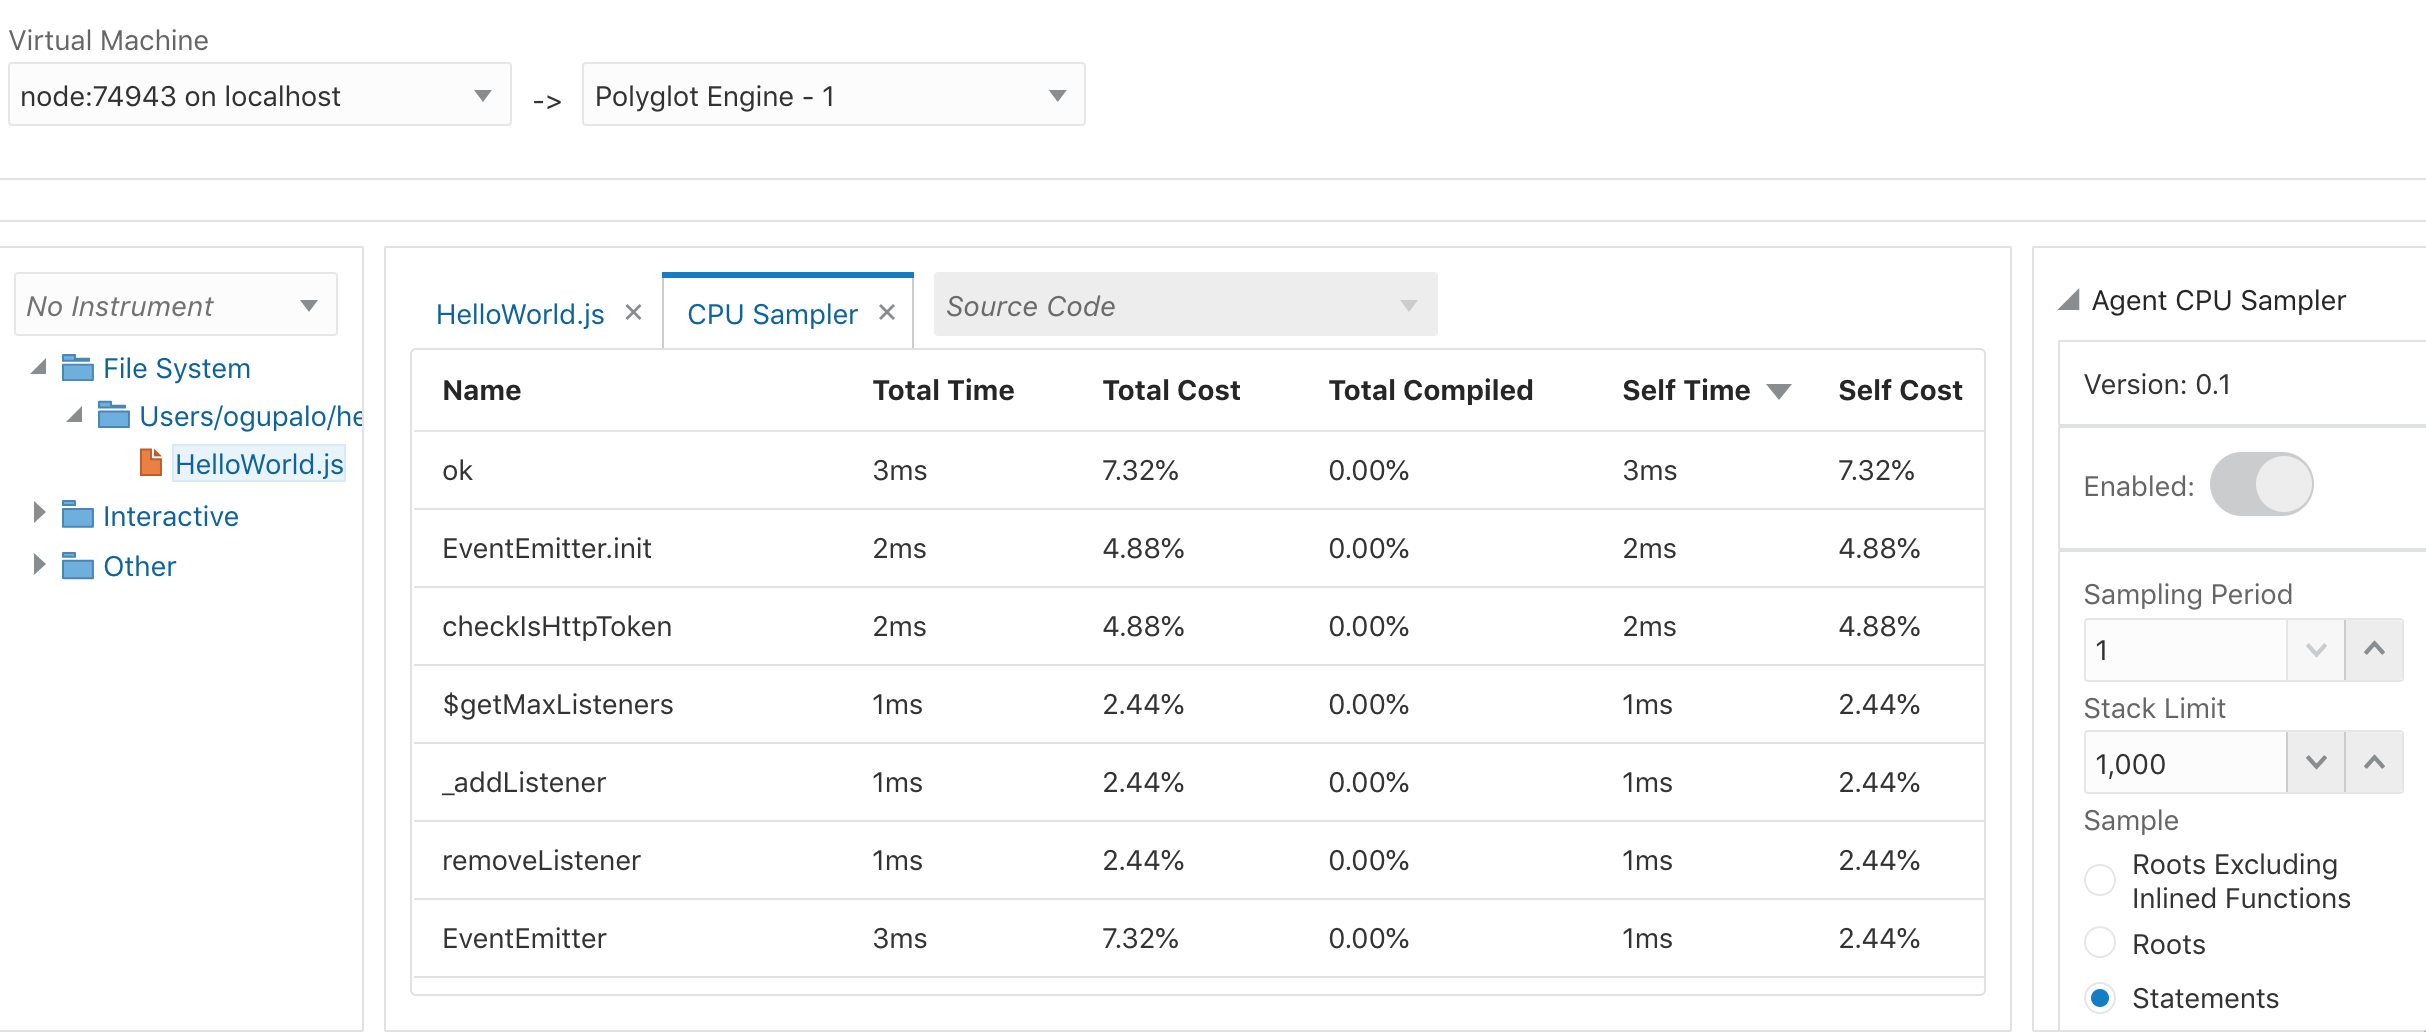 Virtual Machine
node:74943 on localhost -> Polyglot Engine - 1
No Instrument
File System
Users/ogupalo/he
HelloWorld.js
Interactive
Other
HelloWorld.js CPU Sampler Source Code
Name Total Time Total Cost Total Compiled Self Time Self Cost
ok 3ms 7.32% 0.00% 3ms 7.32%
EventEmitter.init 2ms 4.88% 0.00% 2ms 4.88%
checkIsHttpToken 2ms 4.88% 0.00% 2ms 4.88%
$getMaxListeners 1ms 2.44% 0.00% 1ms 2.44%
_addListener 1ms 2.44% 0.00% 1ms 2.44%
removeListener 1ms 2.44% 0.00% 1ms 2.44%
EventEmitter 3ms 7.32% 0.00% 1ms 2.44%
Agent CPU Sampler
Version: 0.1
Enabled:
Sampling Period
1
Stack Limit
1,000
Sample
Roots Excluding
Inlined Functions
Roots
Statements